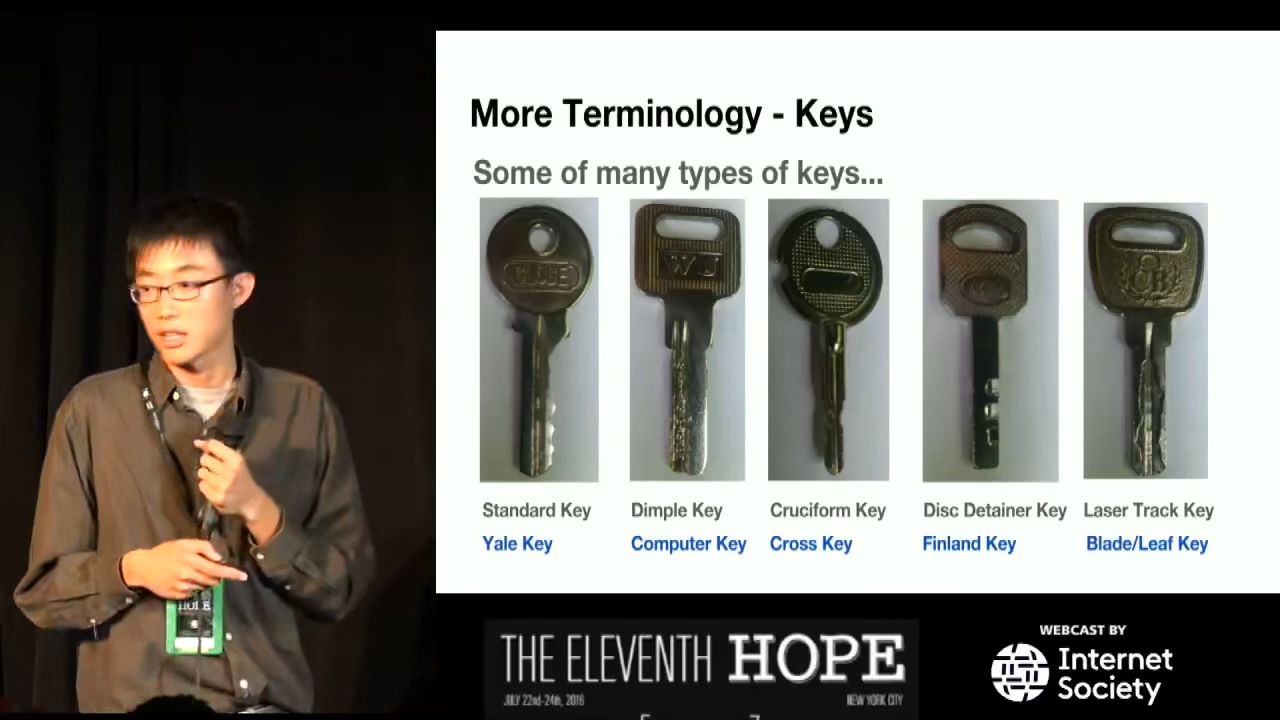 More Terminology - Keys
Some of many types of keys...
GLOBE
WJ
CB
Standard Key
Dimple Key
Cruciform Key
Disc Detainer Key
Laser Track Key
Yale Key
Computer Key
Cross Key
Finland Key
Blade/Leaf Key
HOPE
THE ELEVENTH HOPE
JULY 22nd-24th, 2016
NEW YORK CITY
WEBCAST BY
Internet
Society